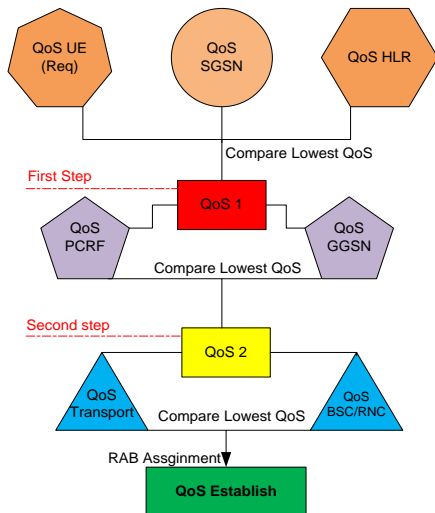 QoS UE
(Req)
QoS
SGSN
QoS HLR
Compare Lowest QoS
First Step
QoS 1
QoS
PCRF
QoS
GGSN
Compare Lowest QoS
Second step
QoS 2
QoS
Transport
QoS
BSC/RNC
Compare Lowest QoS
RAB Assginment
QoS Establish